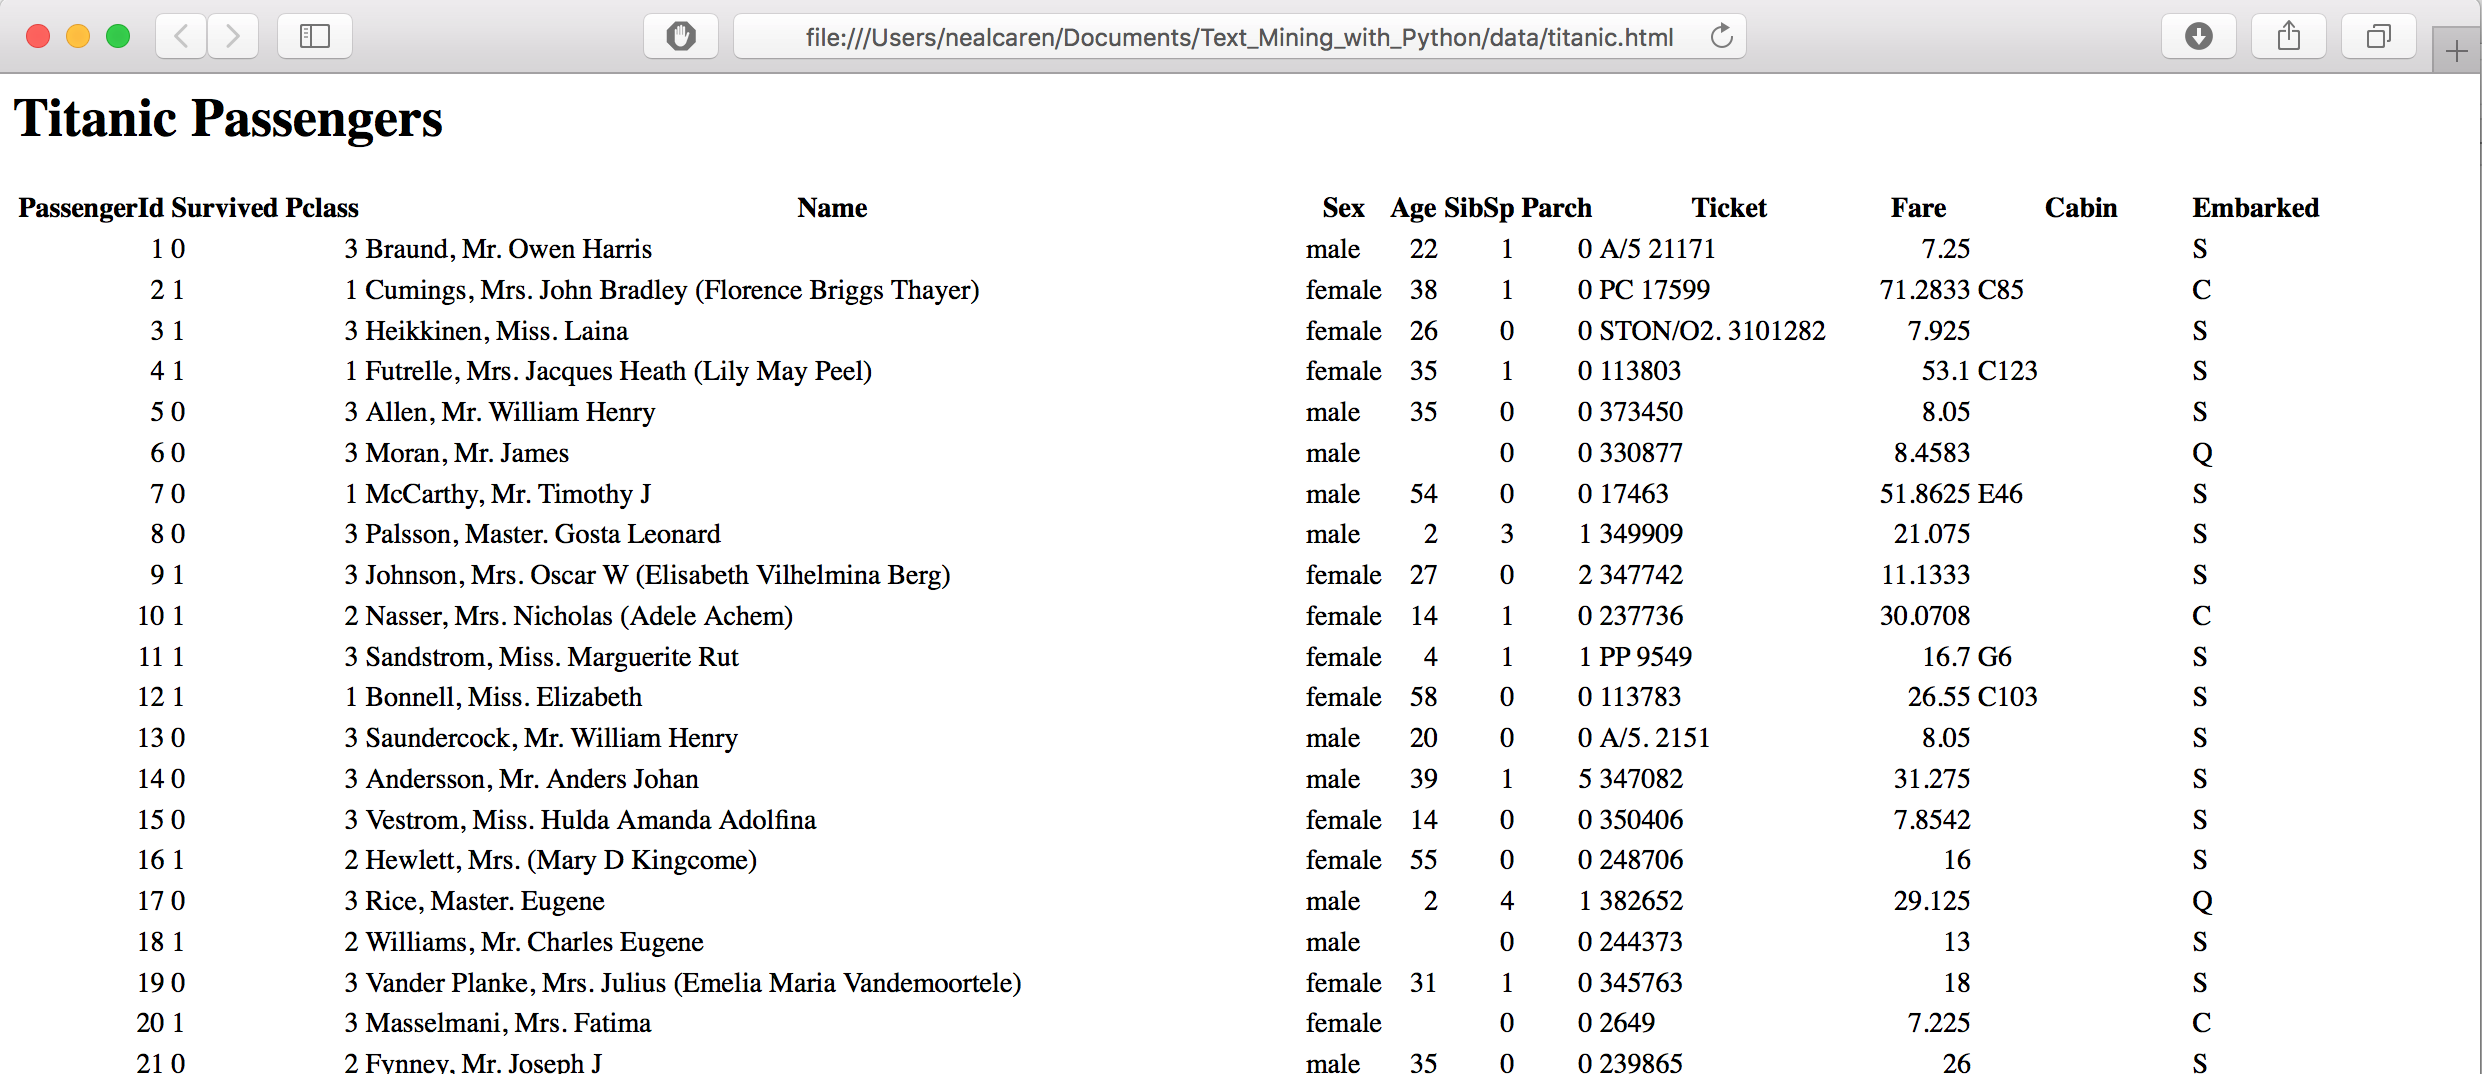 file:///Users/nealcaren/Documents/Text_Mining_with_Python/data/titanic.html
Titanic Passengers
PassengerId Survived Pclass Name Sex Age SibSp Parch Ticket Fare Cabin Embarked
1 0 3 Braund, Mr. Owen Harris male 22 1 0 A/5 21171 7.25 S
2 1 1 Cumings, Mrs. John Bradley (Florence Briggs Thayer) female 38 1 0 PC 17599 71.2833 C85 C
3 1 3 Heikkinen, Miss. Laina female 26 0 0 STON/O2. 3101282 7.925 S
4 1 1 Futrelle, Mrs. Jacques Heath (Lily May Peel) female 35 1 0 113803 53.1 C123 S
5 0 3 Allen, Mr. William Henry male 35 0 0 373450 8.05 S
6 0 3 Moran, Mr. James male 0 0 330877 8.4583 Q
7 0 1 McCarthy, Mr. Timothy J male 54 0 0 17463 51.8625 E46 S
8 0 3 Palsson, Master. Gosta Leonard male 2 3 1 349909 21.075 S
9 1 3 Johnson, Mrs. Oscar W (Elisabeth Vilhelmina Berg) female 27 0 2 347742 11.1333 S
10 1 2 Nasser, Mrs. Nicholas (Adele Achem) female 14 1 0 237736 30.0708 C
11 1 3 Sandstrom, Miss. Marguerite Rut female 4 1 1 PP 9549 16.7 G6 S
12 1 1 Bonnell, Miss. Elizabeth female 58 0 0 113783 26.55 C103 S
13 0 3 Saundercock, Mr. William Henry male 20 0 0 A/5. 2151 8.05 S
14 0 3 Andersson, Mr. Anders Johan male 39 1 5 347082 31.275 S
15 0 3 Vestrom, Miss. Hulda Amanda Adolfina female 14 0 0 350406 7.8542 S
16 1 2 Hewlett, Mrs. (Mary D Kingcome) female 55 0 0 248706 16 S
17 0 3 Rice, Master. Eugene male 2 4 1 382652 29.125 Q
18 1 2 Williams, Mr. Charles Eugene male 0 0 244373 13 S
19 0 3 Vander Planke, Mrs. Julius (Emelia Maria Vandemoortele) female 31 1 0 345763 18 S
20 1 3 Masselmani, Mrs. Fatima female 0 0 2649 7.225 C
21 0 2 Fynney, Mr. Joseph J male 35 0 0 239865 26 S